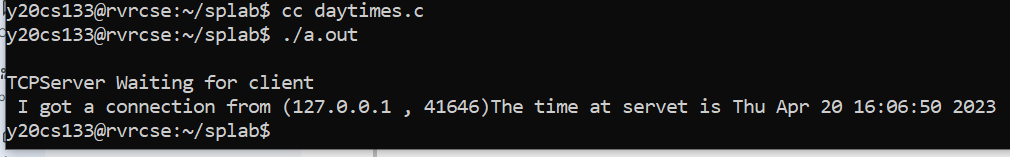 y20cs133@rvrcse:~/splab$ cc daytimes.c
y20cs133@rvrcse:~/splab$ ./a.out
TCPServer Waiting for client
I got a connection from (127.0.0.1 , 41646)The time at servet is Thu Apr 20 16:06:50 2023
y20cs133@rvrcse:~/splab$